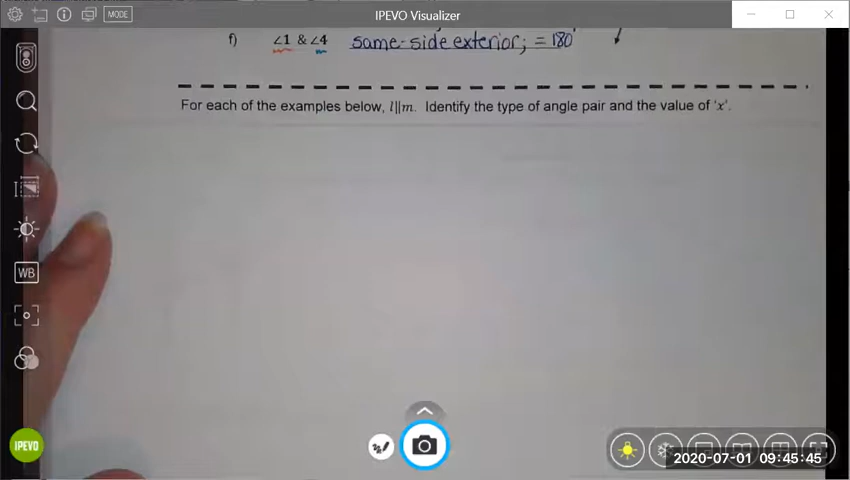 IPEVO Visualizer
MODE
f) ∠1 & ∠4 same-side exterior; = 180°
For each of the examples below, l||m. Identify the type of angle pair and the value of 'x'.
WB
iPEVO
2020-07-01 09:45:45